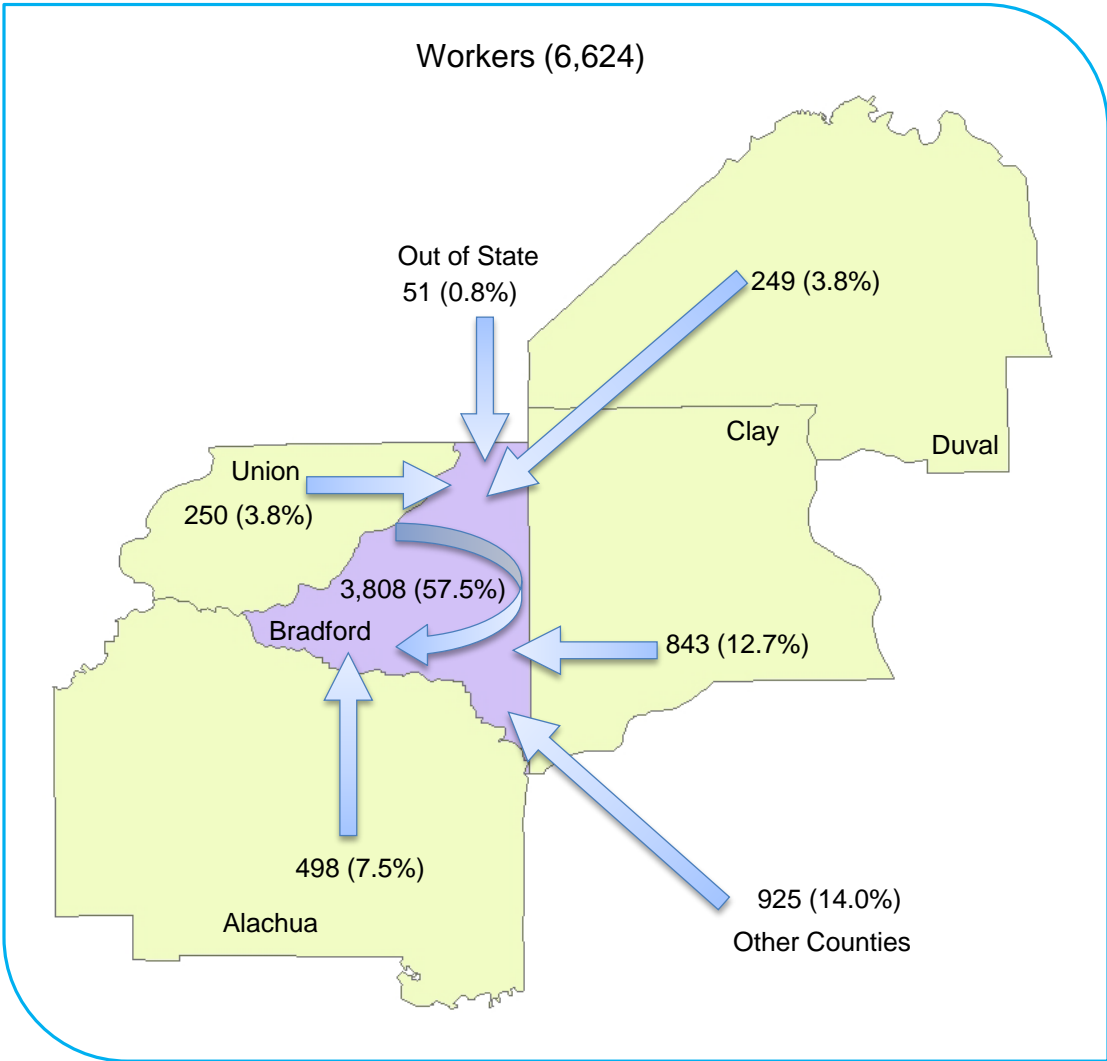 Workers (6,624)
Out of State
51 (0.8%)
249 (3.8%)
Clay
Duval
Union
250 (3.8%)
3,808 (57.5%)
Bradford
843 (12.7%)
498 (7.5%)
Alachua
925 (14.0%)
Other Counties